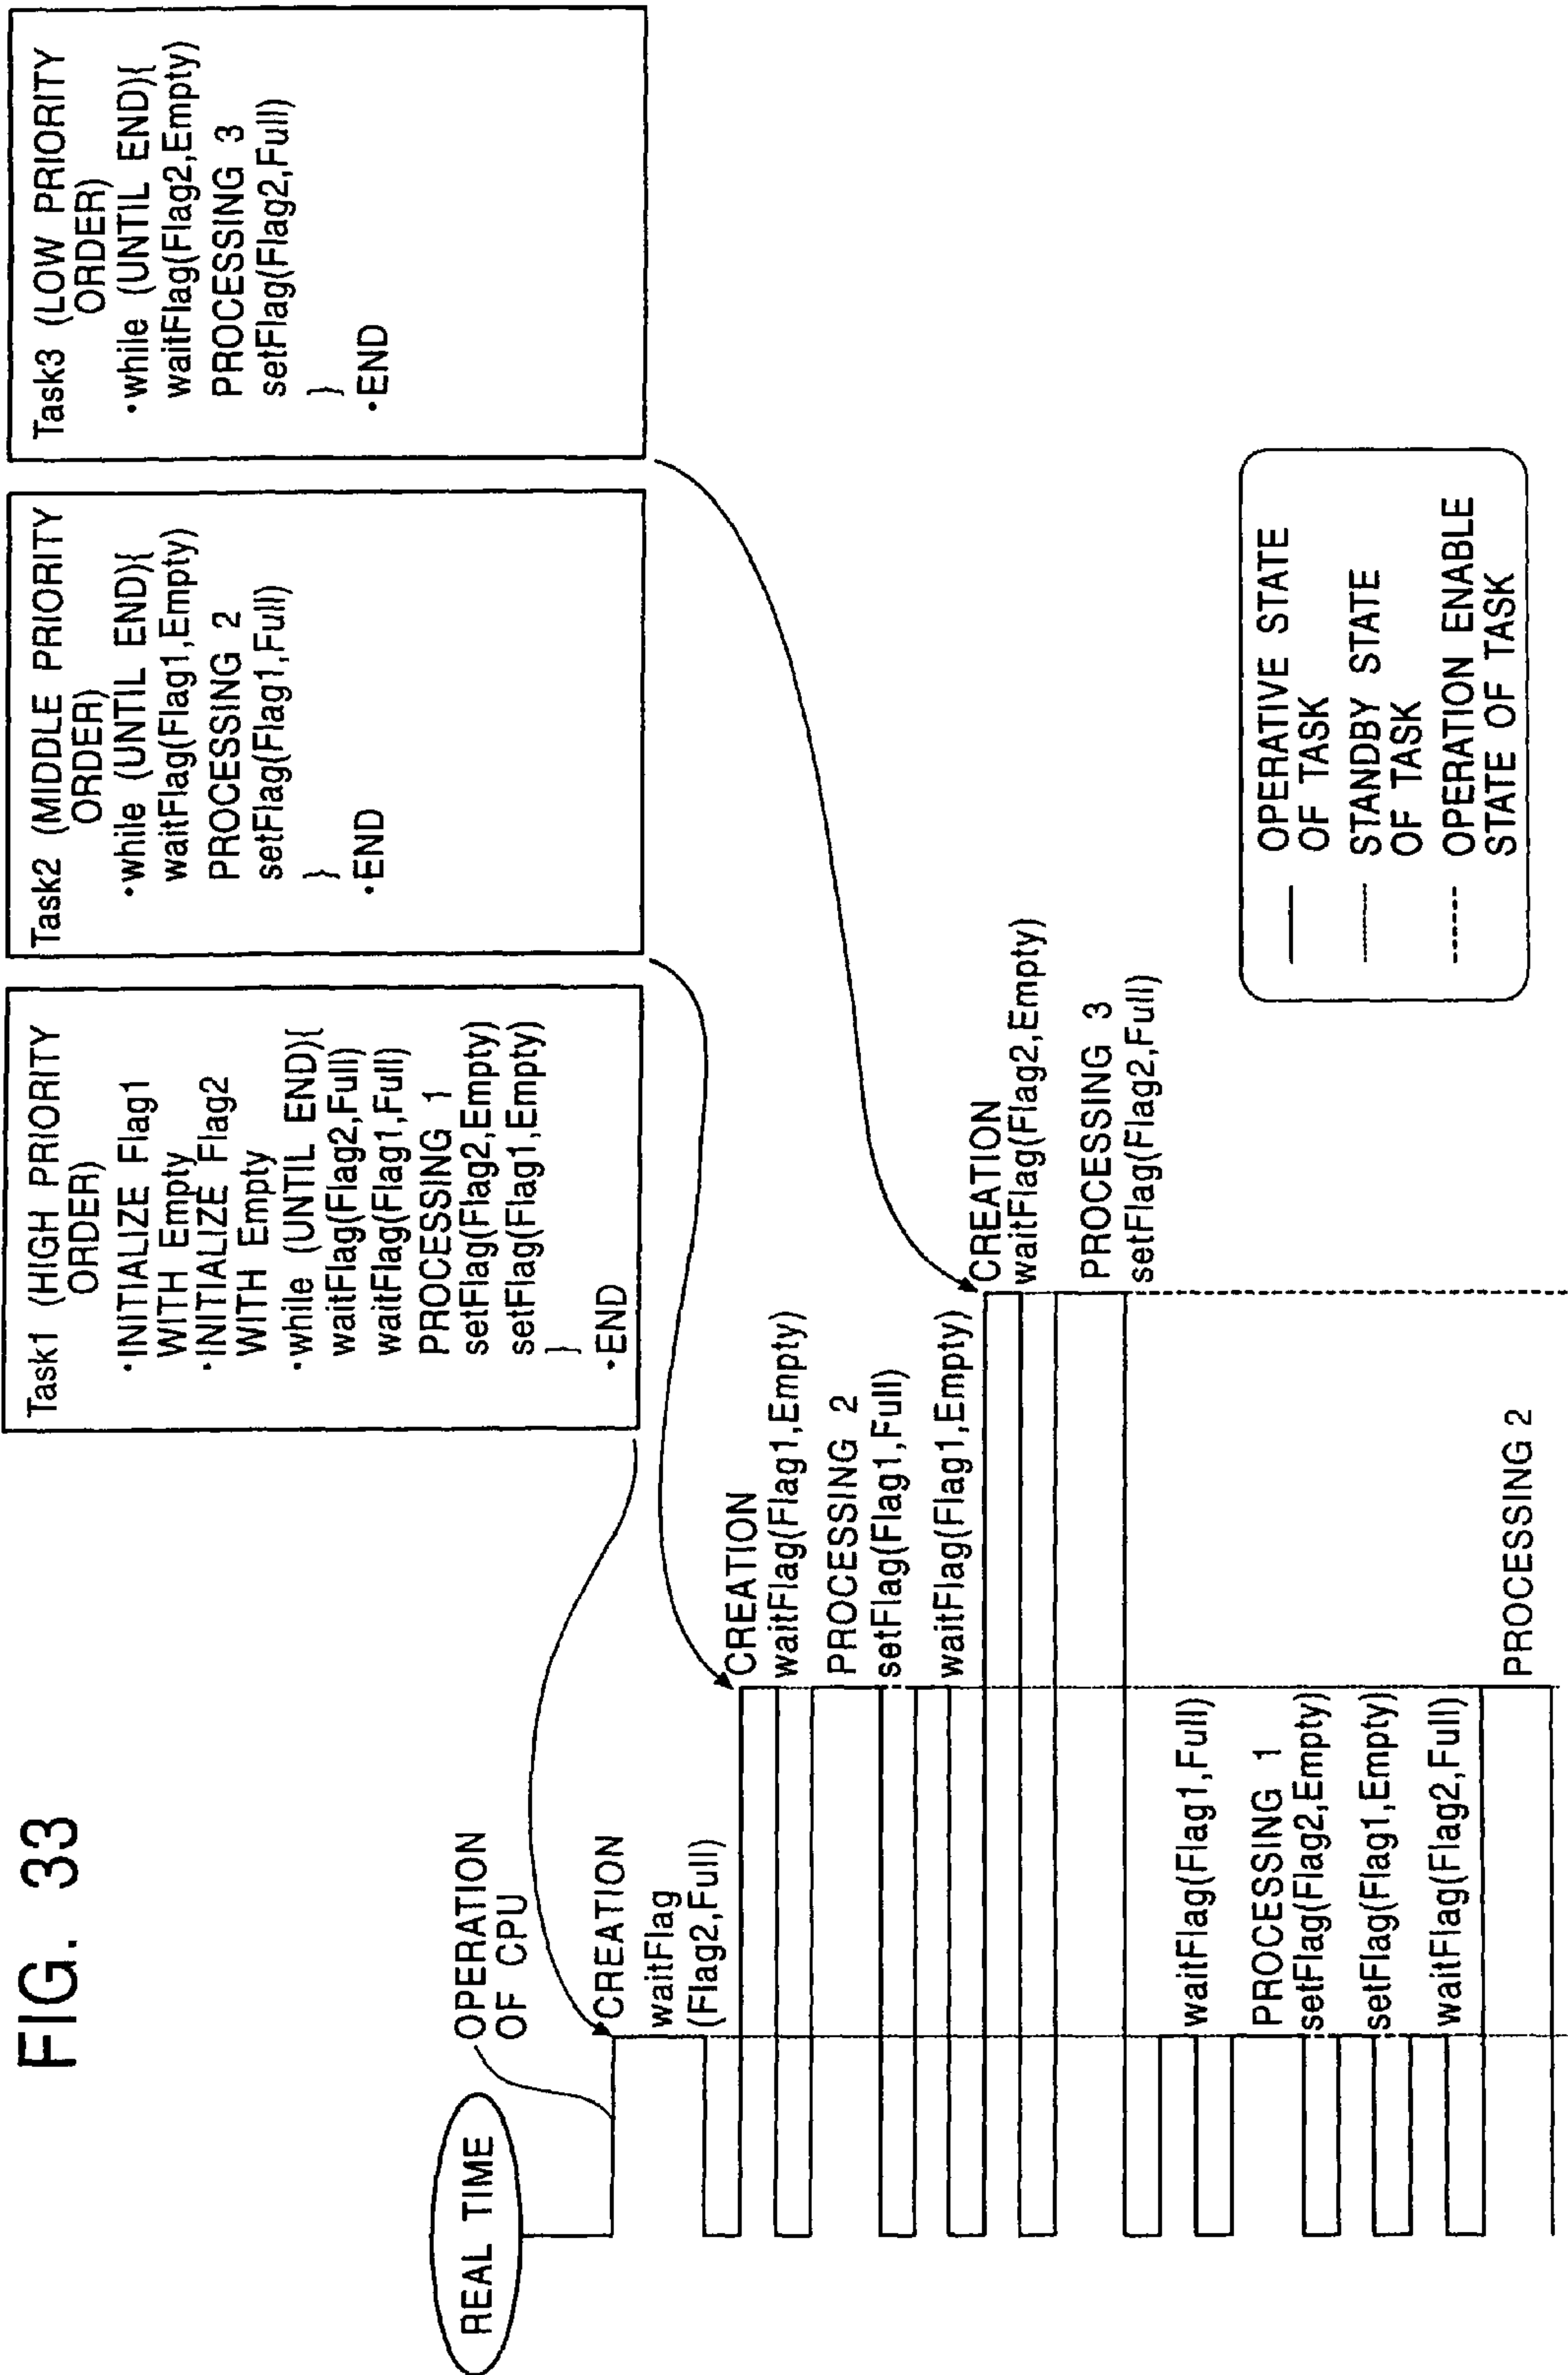 FIG. 33
Task1 (HIGH PRIORITY
ORDER)
•INITIALIZE Flag1
WITH Empty
•INITIALIZE Flag2
WITH Empty
•while (UNTIL END){
waitFlag(Flag2,Full)
waitFlag(Flag1,Full)
PROCESSING 1
setFlag(Flag2,Empty)
setFlag(Flag1,Empty)
}
•END
Task2 (MIDDLE PRIORITY
ORDER)
•while (UNTIL END){
waitFlag(Flag1,Empty)
PROCESSING 2
setFlag(Flag1,Full)
}
•END
Task3 (LOW PRIORITY
ORDER)
•while (UNTIL END){
waitFlag(Flag2,Empty)
PROCESSING 3
setFlag(Flag2,Full)
}
•END
REAL TIME
OPERATION
OF CPU
CREATION
waitFlag
(Flag2,Full)
CREATION
waitFlag(Flag1,Empty)
PROCESSING 2
setFlag(Flag1,Full)
waitFlag(Flag1,Empty)
CREATION
waitFlag(Flag2,Empty)
PROCESSING 3
setFlag(Flag2,Full)
waitFlag(Flag1,Full)
PROCESSING 1
setFlag(Flag2,Empty)
setFlag(Flag1,Empty)
waitFlag(Flag2,Full)
PROCESSING 2
OPERATIVE STATE
OF TASK
STANDBY STATE
OF TASK
OPERATION ENABLE
STATE OF TASK